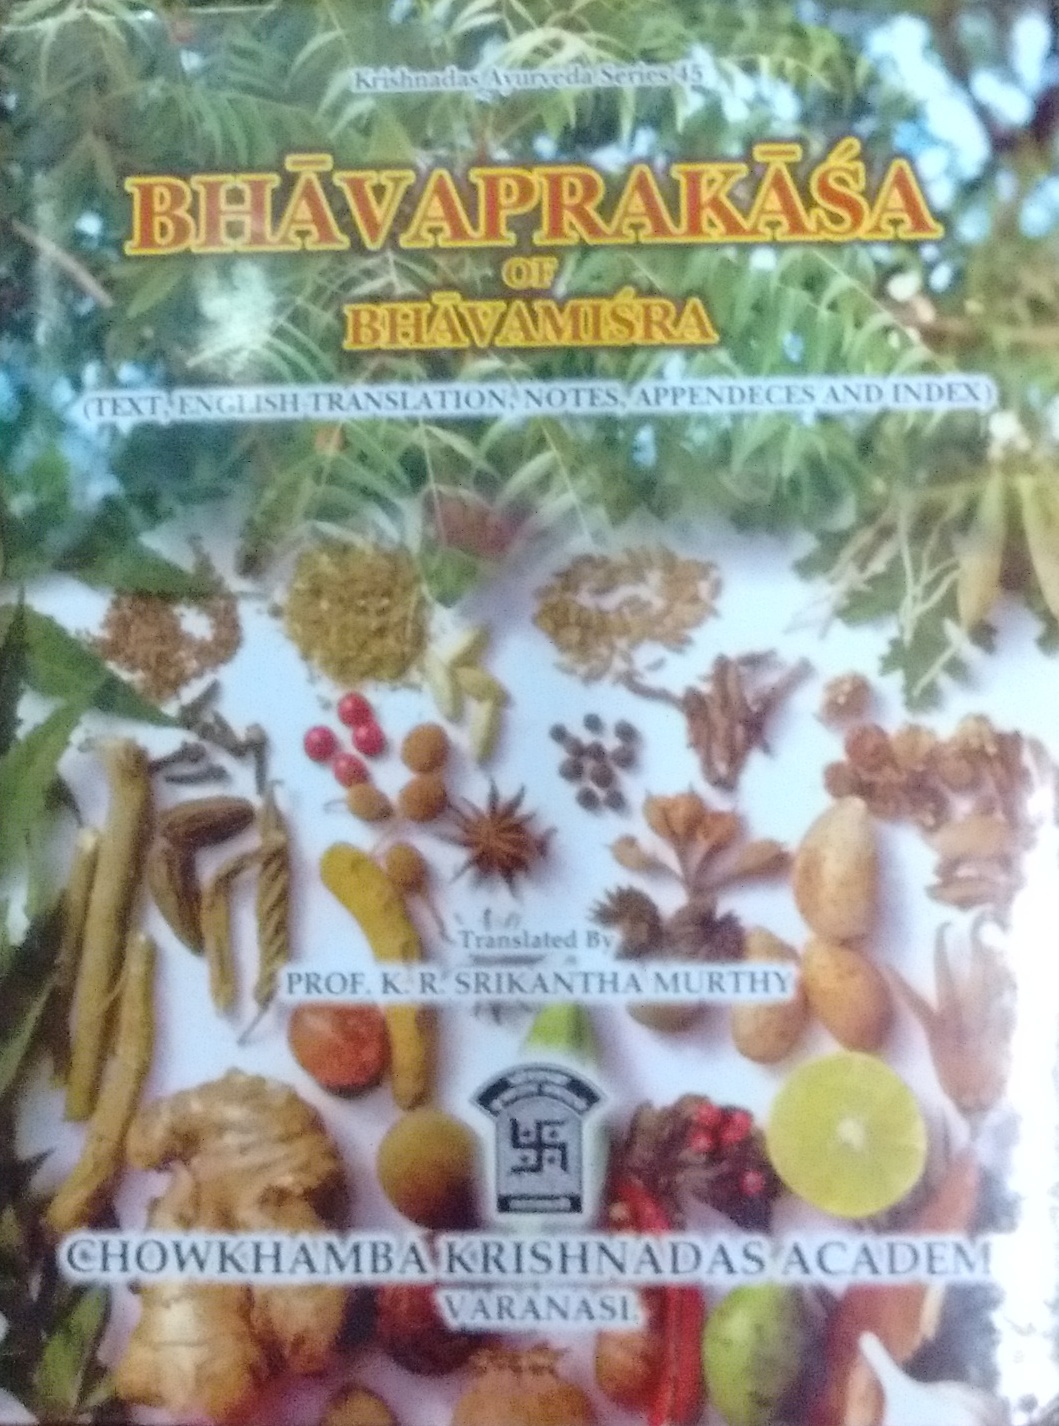 Krishnadas Ayurveda Series 45
BHĀVAPRAKĀŚA
OF
BHĀVAMIŚRA
(TEXT, ENGLISH TRANSLATION, NOTES, APPENDECES AND INDEX)
Translated By
PROF. K. R. SRIKANTHA MURTHY
CHOWKHAMBA KRISHNADAS ACADEM
VARANASI.